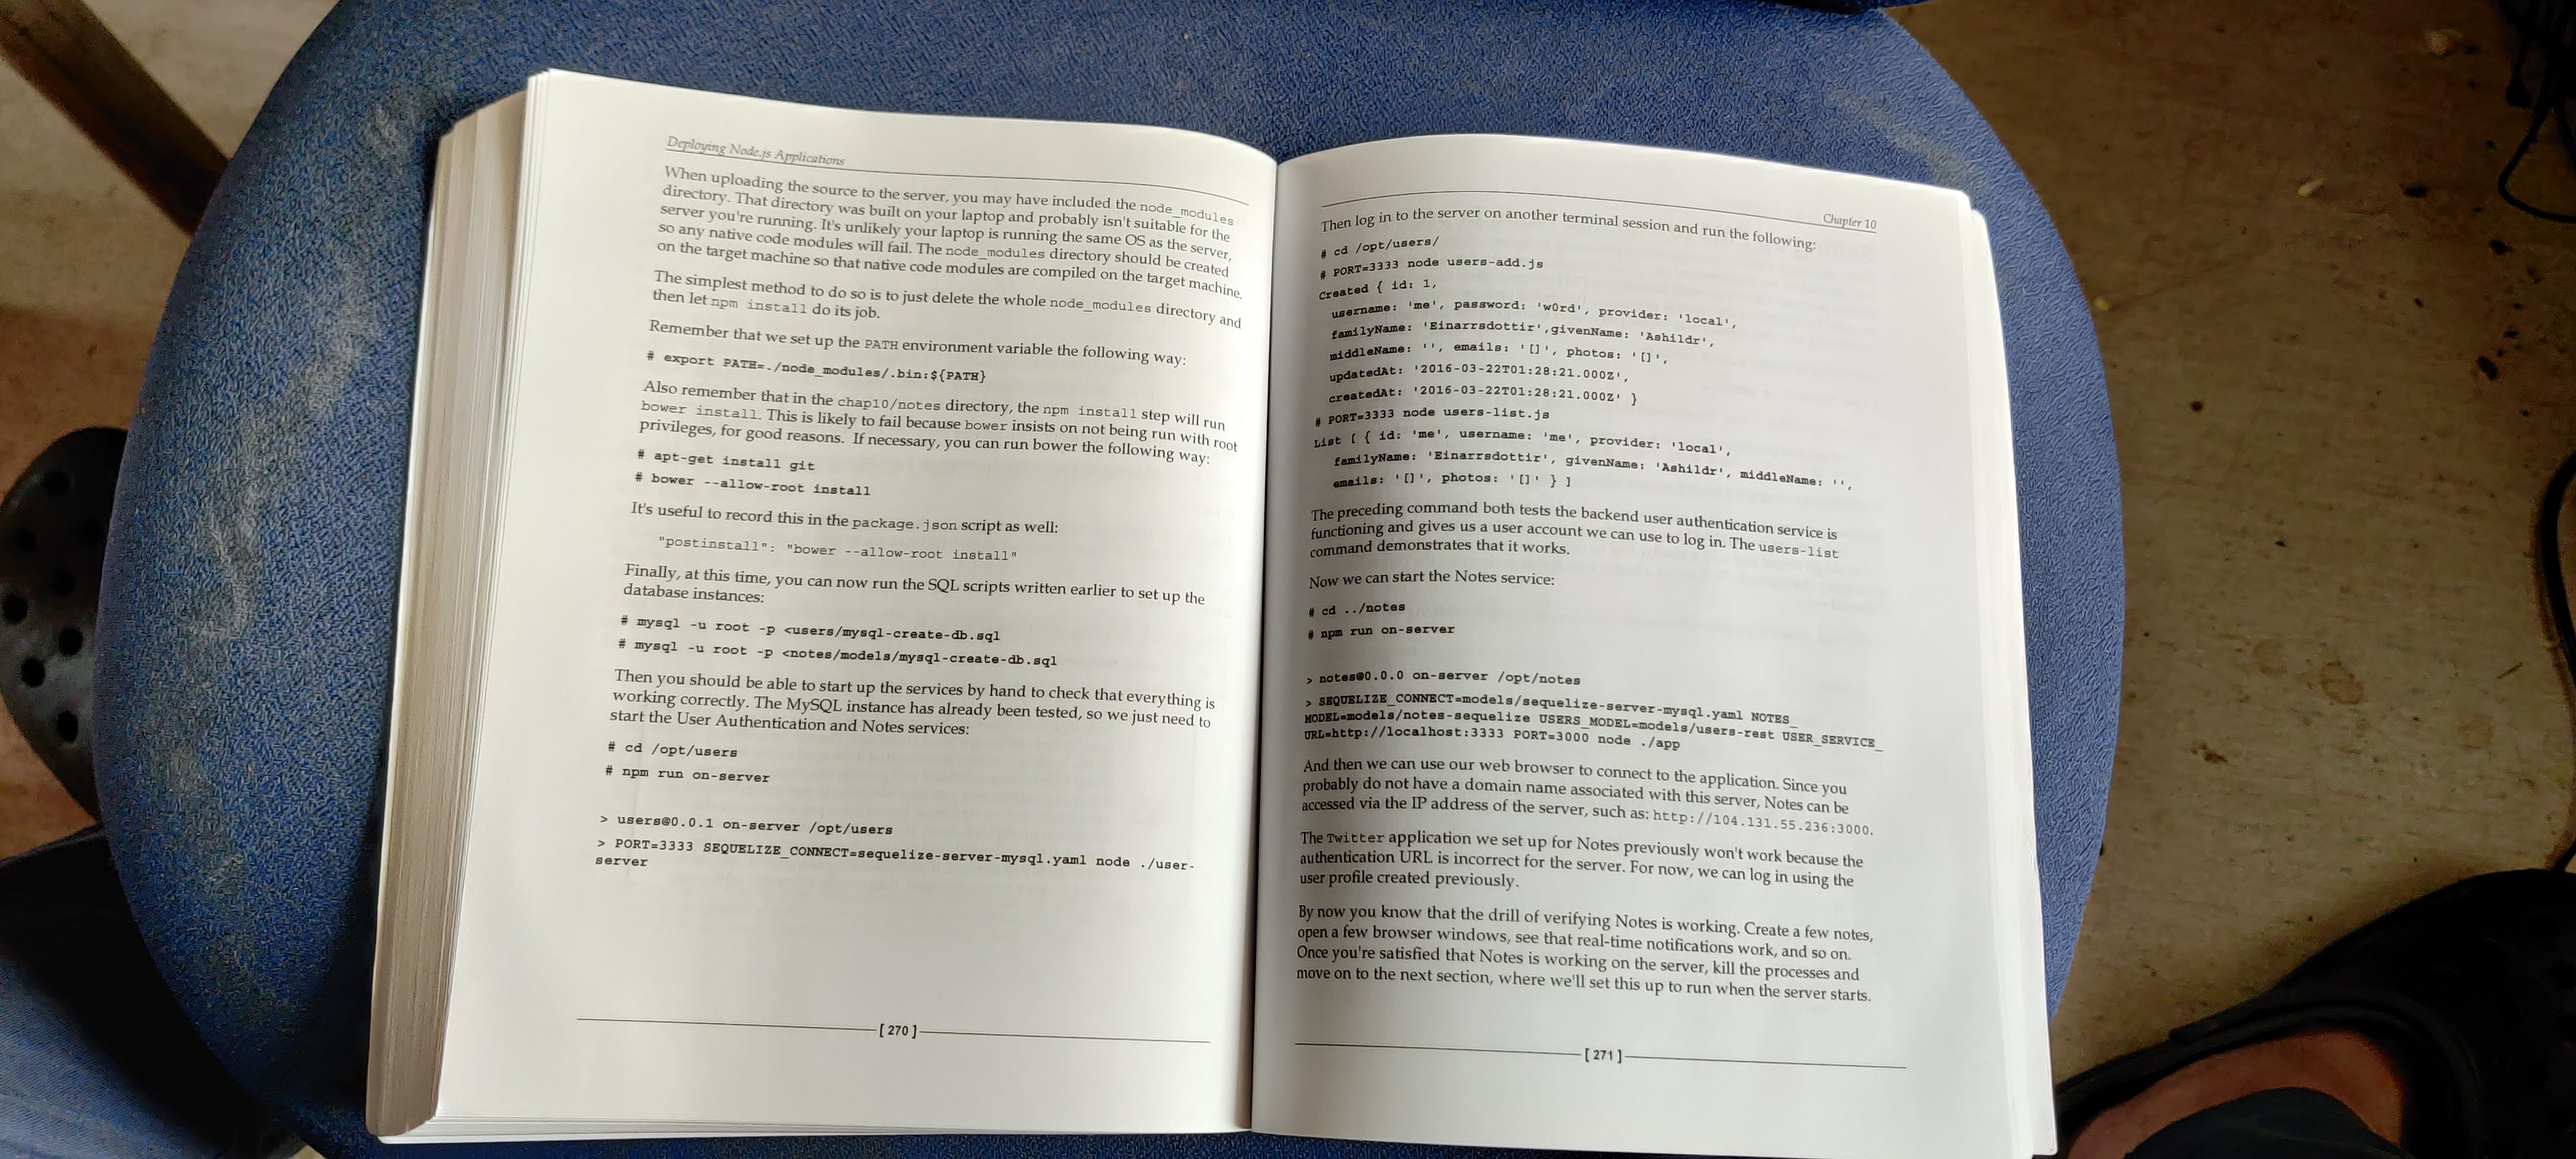 Deploying Node.js Applications
When uploading the source to the server, you may have included the node_modules
directory. That directory was built on your laptop and probably isn't suitable for the
server you're running. It's unlikely your laptop is running the same OS as the server,
so any native code modules will fail. The node_modules directory should be created
on the target machine so that native code modules are compiled on the target machine.
The simplest method to do so is to just delete the whole node_modules directory and
then let npm install do its job.
Remember that we set up the PATH environment variable the following way:
# export PATH=./node_modules/.bin:${PATH}
Also remember that in the chap10/notes directory, the npm install step will run
bower install. This is likely to fail because bower insists on not being run with root
privileges, for good reasons. If necessary, you can run bower the following way:
# apt-get install git
# bower --allow-root install
It's useful to record this in the package.json script as well:
"postinstall": "bower --allow-root install"
Finally, at this time, you can now run the SQL scripts written earlier to set up the
database instances:
# mysql -u root -p <users/mysql-create-db.sql
# mysql -u root -p <notes/models/mysql-create-db.sql
Then you should be able to start up the services by hand to check that everything is
working correctly. The MySQL instance has already been tested, so we just need to
start the User Authentication and Notes services:
# cd /opt/users
# npm run on-server
> users@0.0.1 on-server /opt/users
> PORT=3333 SEQUELIZE_CONNECT=sequelize-server-mysql.yaml node ./user-
server
[ 270 ]
Chapter 10
Then log in to the server on another terminal session and run the following:
# cd /opt/users/
# PORT=3333 node users-add.js
Created { id: 1,
username: 'me', password: 'w0rd', provider: 'local',
familyName: 'Einarrsdottir',givenName: 'Ashildr',
middleName: '', emails: '[]', photos: '[]',
updatedAt: '2016-03-22T01:28:21.000Z',
createdAt: '2016-03-22T01:28:21.000Z' }
# PORT=3333 node users-list.js
List [ { id: 'me', username: 'me', provider: 'local',
familyName: 'Einarrsdottir', givenName: 'Ashildr', middleName: '',
emails: '[]', photos: '[]' } ]
The preceding command both tests the backend user authentication service is
functioning and gives us a user account we can use to log in. The users-list
command demonstrates that it works.
Now we can start the Notes service:
# cd ../notes
# npm run on-server
> notes@0.0.0 on-server /opt/notes
> SEQUELIZE_CONNECT=models/sequelize-server-mysql.yaml NOTES_
MODEL=models/notes-sequelize USERS_MODEL=models/users-rest USER_SERVICE_
URL=http://localhost:3333 PORT=3000 node ./app
And then we can use our web browser to connect to the application. Since you
probably do not have a domain name associated with this server, Notes can be
accessed via the IP address of the server, such as: http://104.131.55.236:3000.
The Twitter application we set up for Notes previously won't work because the
authentication URL is incorrect for the server. For now, we can log in using the
user profile created previously.
By now you know that the drill of verifying Notes is working. Create a few notes,
open a few browser windows, see that real-time notifications work, and so on.
Once you're satisfied that Notes is working on the server, kill the processes and
move on to the next section, where we'll set this up to run when the server starts.
[ 271 ]